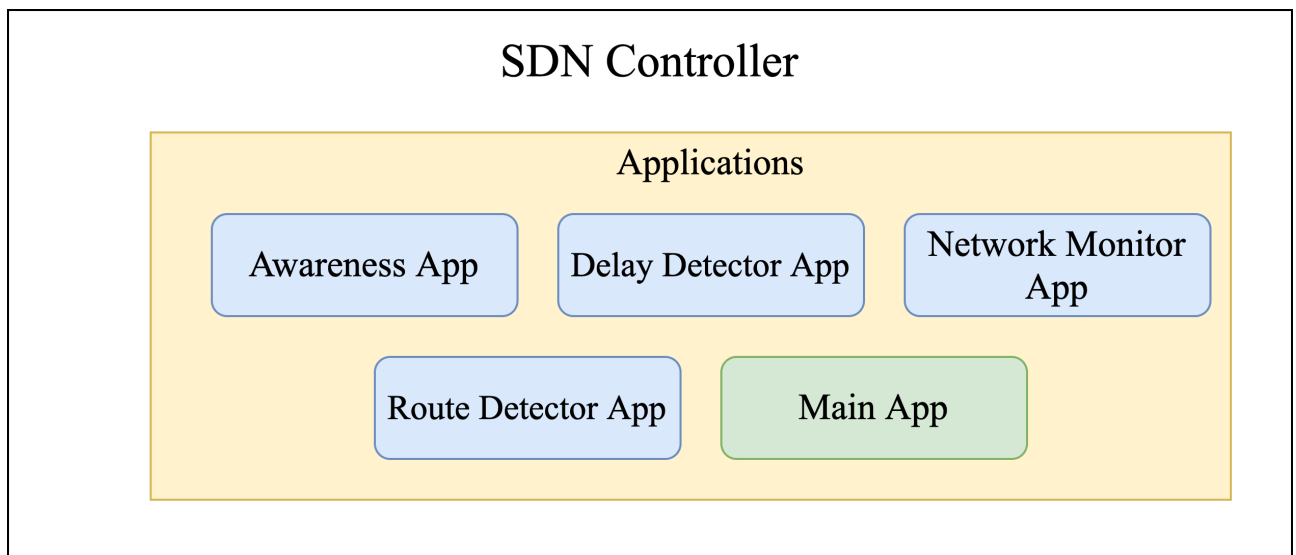 SDN Controller
Applications
Awareness App
Delay Detector App
Network Monitor
App
Route Detector App
Main App